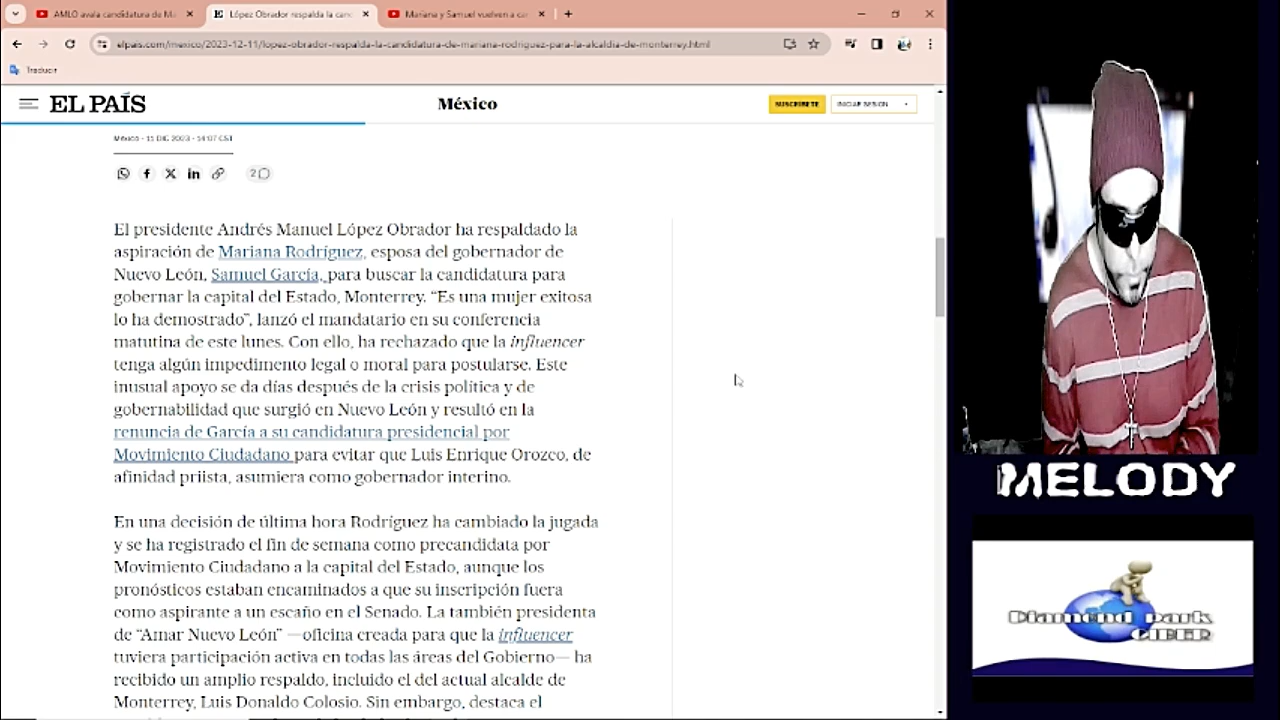 AMLO avala candidatura de Ma
López Obrador respalda la can
Mariana y Samuel vuelven a ca
elpais.com/mexico/2023-12-11/lopez-obrador-respalda-la-candidatura-de-mariana-rodriguez-para-la-alcaldia-de-monterrey.html
Traducir
EL PAÍS
México
SUSCRÍBETE
INICIAR SESIÓN
México - 11 DIC 2023 - 14:07 CST
2
El presidente Andrés Manuel López Obrador ha respaldado la
aspiración de Mariana Rodríguez, esposa del gobernador de
Nuevo León, Samuel García, para buscar la candidatura para
gobernar la capital del Estado, Monterrey. “Es una mujer exitosa
lo ha demostrado”, lanzó el mandatario en su conferencia
matutina de este lunes. Con ello, ha rechazado que la influencer
tenga algún impedimento legal o moral para postularse. Este
inusual apoyo se da días después de la crisis política y de
gobernabilidad que surgió en Nuevo León y resultó en la
renuncia de García a su candidatura presidencial por
Movimiento Ciudadano para evitar que Luis Enrique Orozco, de
afinidad priista, asumiera como gobernador interino.
En una decisión de última hora Rodríguez ha cambiado la jugada
y se ha registrado el fin de semana como precandidata por
Movimiento Ciudadano a la capital del Estado, aunque los
pronósticos estaban encaminados a que su inscripción fuera
como aspirante a un escaño en el Senado. La también presidenta
de “Amar Nuevo León” —oficina creada para que la influencer
tuviera participación activa en todas las áreas del Gobierno— ha
recibido un amplio respaldo, incluido el del actual alcalde de
Monterrey, Luis Donaldo Colosio. Sin embargo, destaca el
MELODY
Diamond Park
CIBER